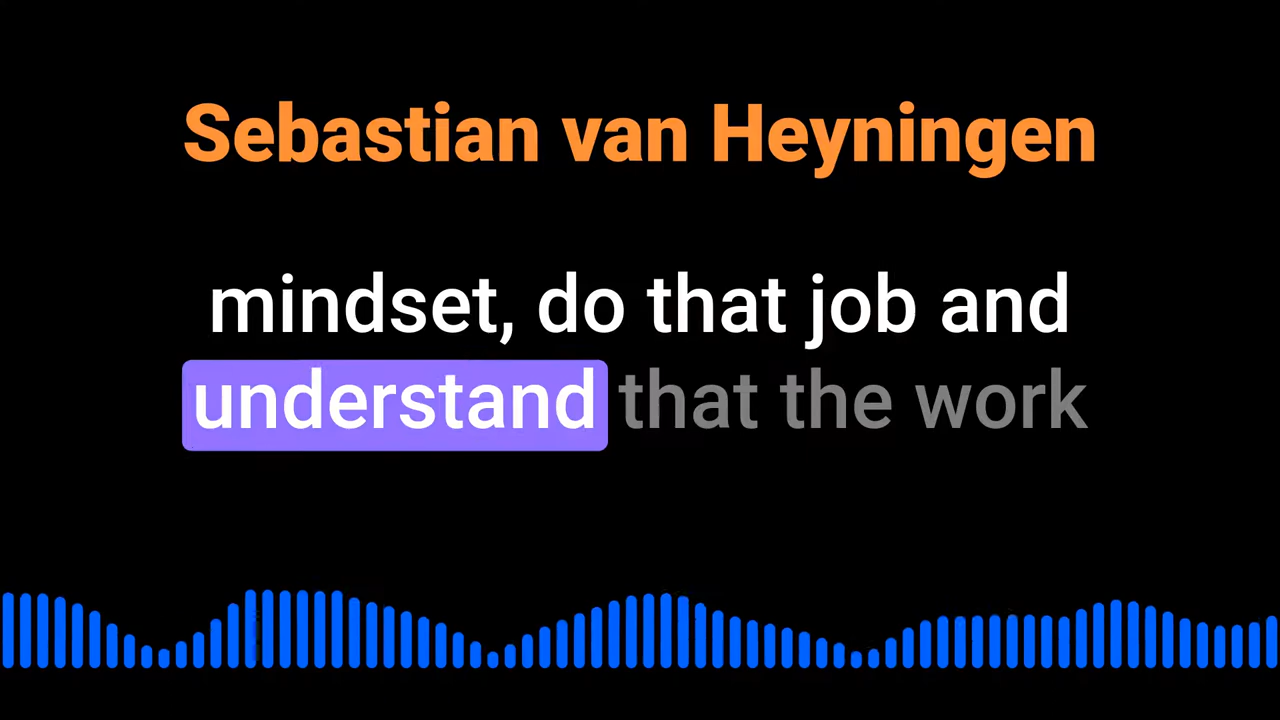 Sebastian van Heyningen
mindset, do that job and
understand that the work